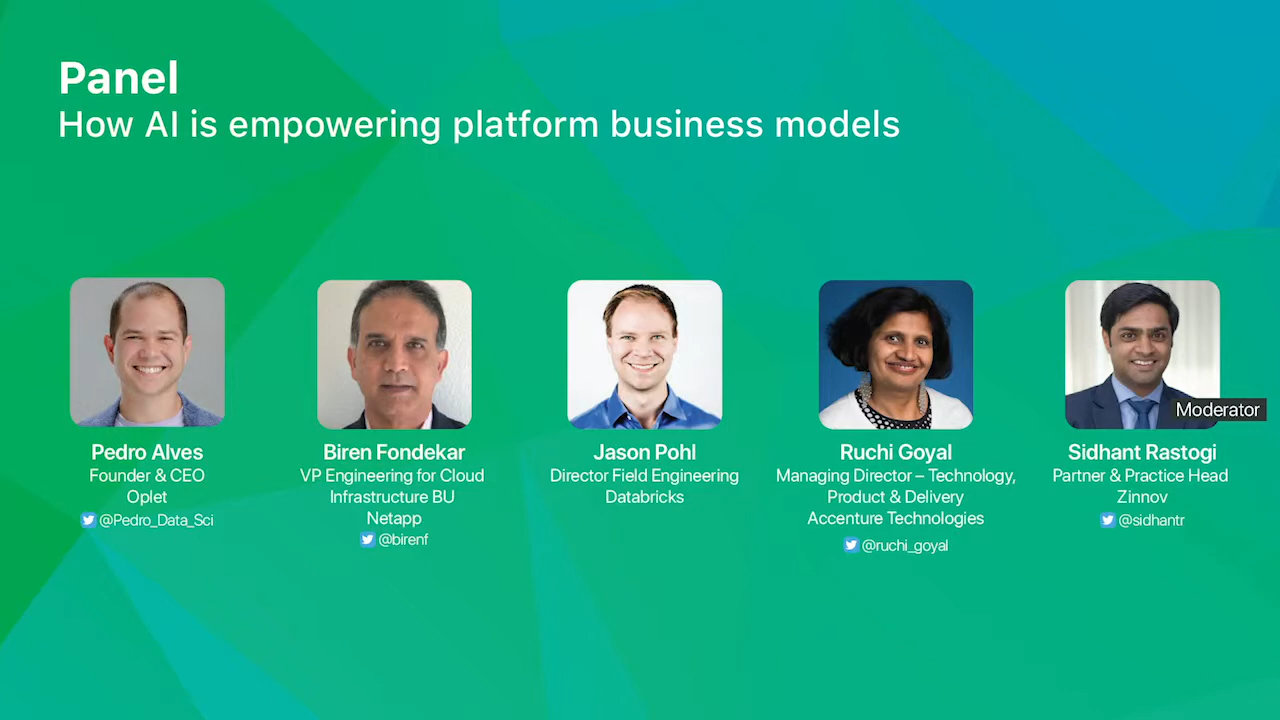 Panel
How AI is empowering platform business models
Moderator
Pedro Alves
Founder & CEO
Oplet
@Pedro_Data_Sci
Biren Fondekar
VP Engineering for Cloud
Infrastructure BU
Netapp
@birenf
Jason Pohl
Director Field Engineering
Databricks
Ruchi Goyal
Managing Director – Technology,
Product & Delivery
Accenture Technologies
@ruchi_goyal
Sidhant Rastogi
Partner & Practice Head
Zinnov
@sidhantr